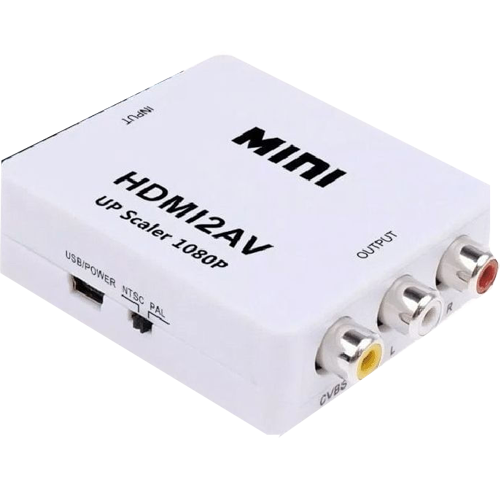 INPUT
MINI
HDMI2AV
UP Scaler 1080P
OUTPUT
USB/POWER
NTSC PAL
CVBS
L
R